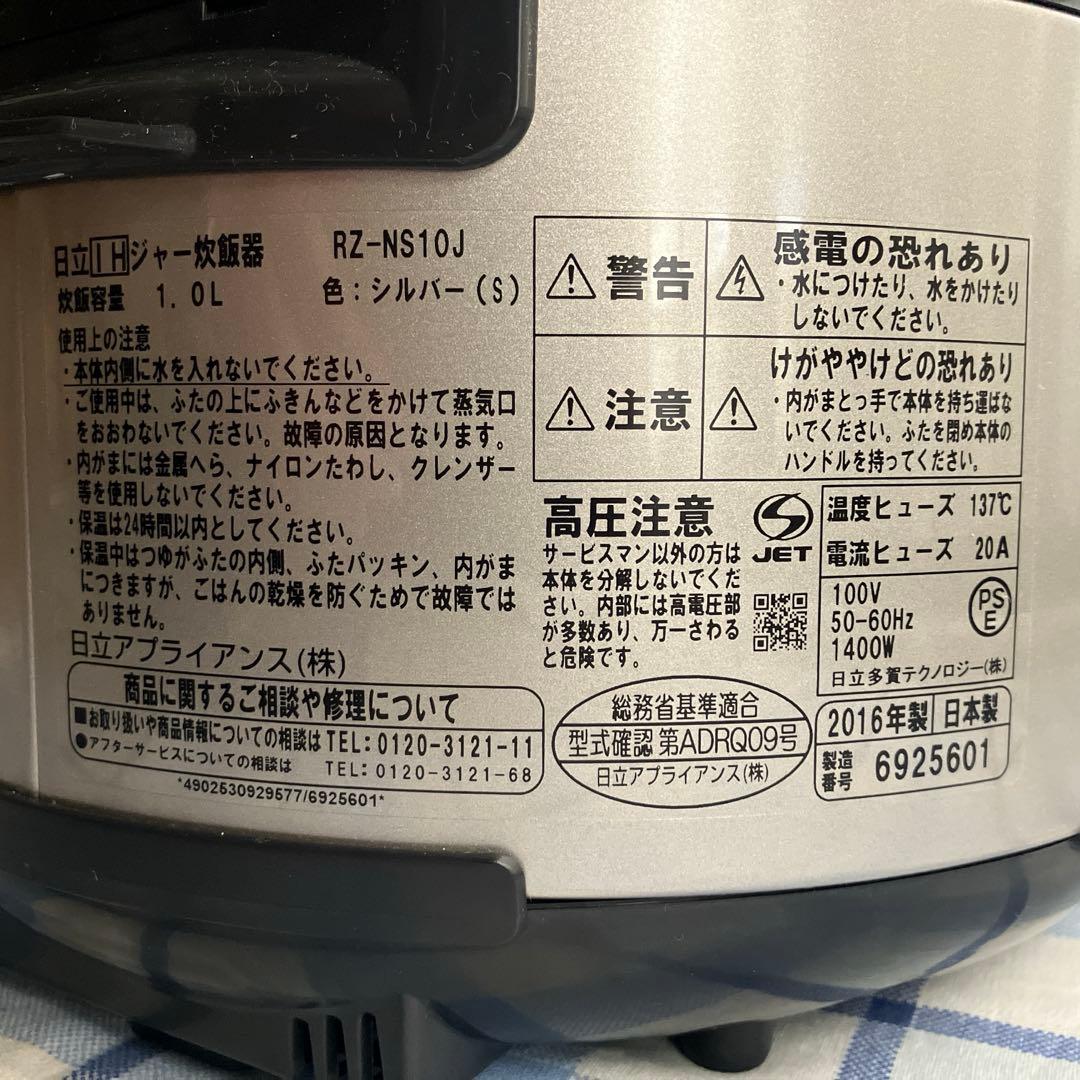 日立IHジャー炊飯器 RZ-NS10J
炊飯容量 1.0L 色:シルバー(S)
使用上の注意
・本体内側に水を入れないでください。
・ご使用中は、ふたの上にふきんなどをかけて蒸気口
をおおわないでください。故障の原因となります。
・内がまには金属へら、ナイロンたわし、クレンザー
等を使用しないでください。
・保温は24時間以内としてください。
・保温中はつゆがふたの内側、ふたパッキン、内がま
につきますが、ごはんの乾燥を防ぐためで故障では
ありません。
日立アプライアンス(株)
商品に関するご相談や修理について
■お取り扱いや商品情報についての相談は TEL:0120-3121-11
●アフターサービスについての相談は TEL:0120-3121-68
*4902530929577/6925601*
警告
感電の恐れあり
・水につけたり、水をかけたり
しないでください。
注意
けがややけどの恐れあり
・内がまとっ手で本体を持ち運ばな
いでください。ふたを閉め本体の
ハンドルを持ってください。
高圧注意
サービスマン以外の方は
本体を分解しないでくだ
さい。内部には高電圧部
が多数あり、万一さわる
と危険です。
JET
温度ヒューズ 137℃
電流ヒューズ 20A
100V
50-60Hz
1400W
PS
E
日立多賀テクノロジー(株)
総務省基準適合
型式確認 第ADRQ09号
日立アプライアンス(株)
2016年製 日本製
製造
番号 6925601